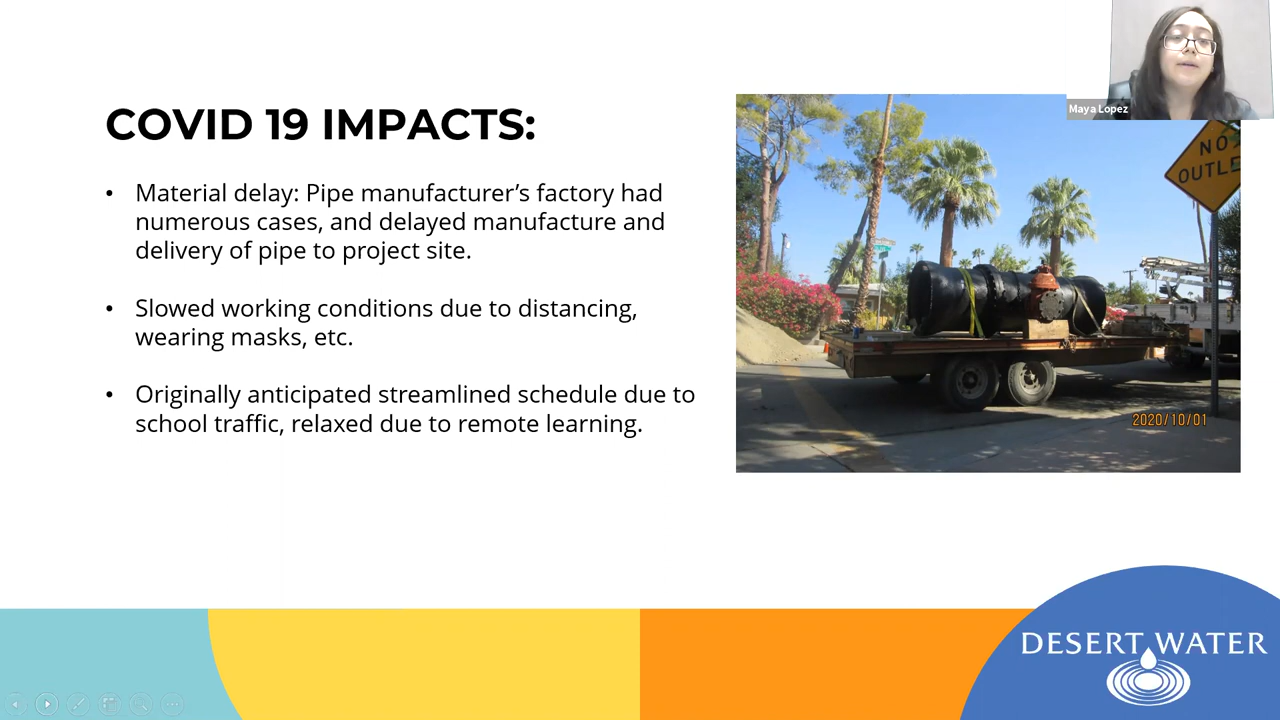 Maya Lopez
COVID 19 IMPACTS:
• Material delay: Pipe manufacturer’s factory had
numerous cases, and delayed manufacture and
delivery of pipe to project site.
• Slowed working conditions due to distancing,
wearing masks, etc.
• Originally anticipated streamlined schedule due to
school traffic, relaxed due to remote learning.
NO
2020/10/01
DESERT WATER